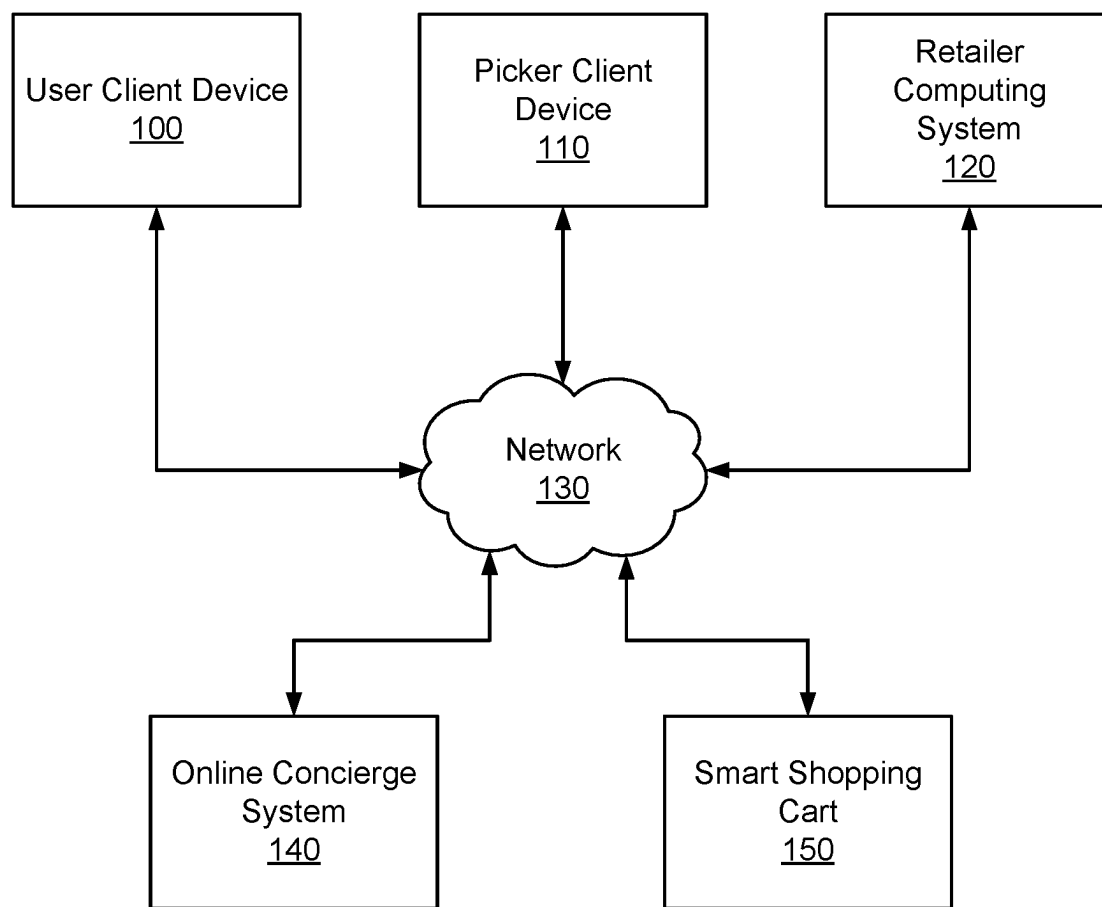 User Client Device
100
Picker Client
Device
110
Retailer
Computing
System
120
Network
130
Online Concierge
System
140
Smart Shopping
Cart
150